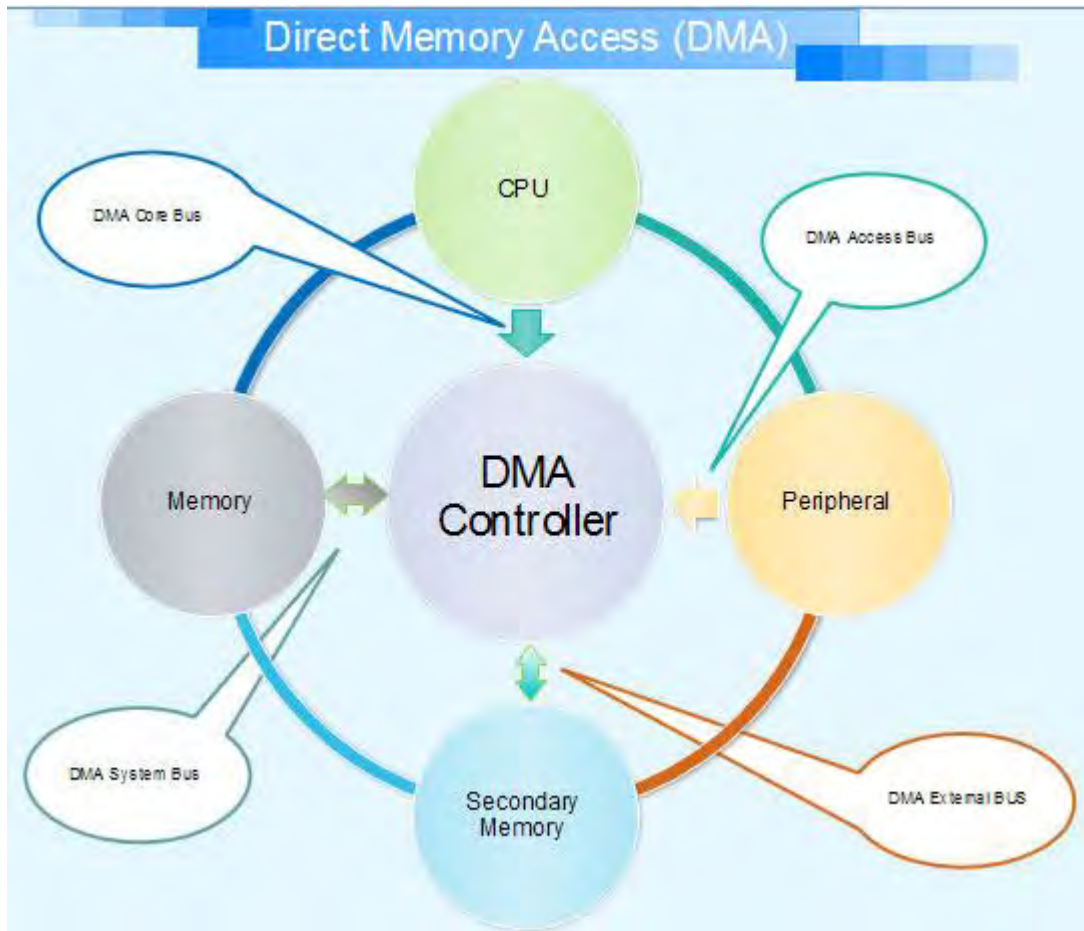 Direct Memory Access (DMA)
CPU
DMA Core Bus
DMA Access Bus
DMA
Controller
Memory
Peripheral
DMA System Bus
Secondary
Memory
DMA External BUS